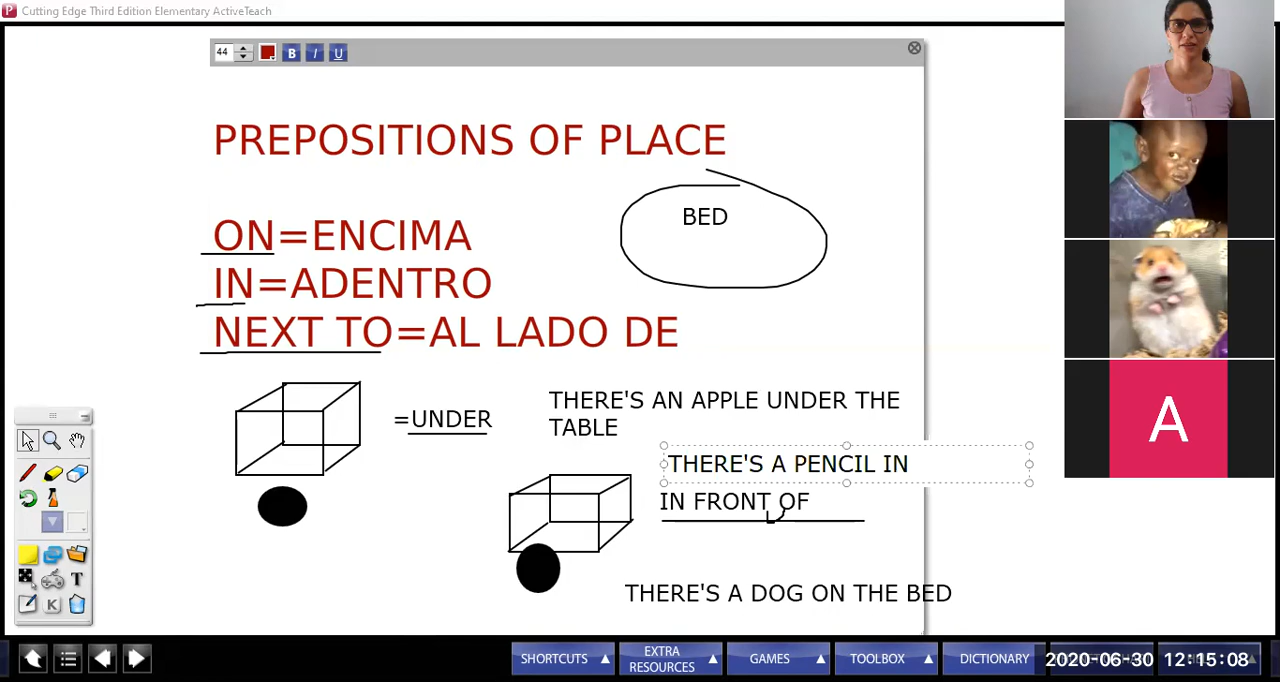 Cutting Edge Third Edition Elementary ActiveTeach
44
B I U
PREPOSITIONS OF PLACE
BED
ON=ENCIMA
IN=ADENTRO
NEXT TO=AL LADO DE
=UNDER
THERE'S AN APPLE UNDER THE
TABLE
THERE'S A PENCIL IN
IN FRONT OF
THERE'S A DOG ON THE BED
A
T
K
SHORTCUTS
EXTRA
RESOURCES
GAMES
TOOLBOX
DICTIONARY
2020-06-30 12:15:08